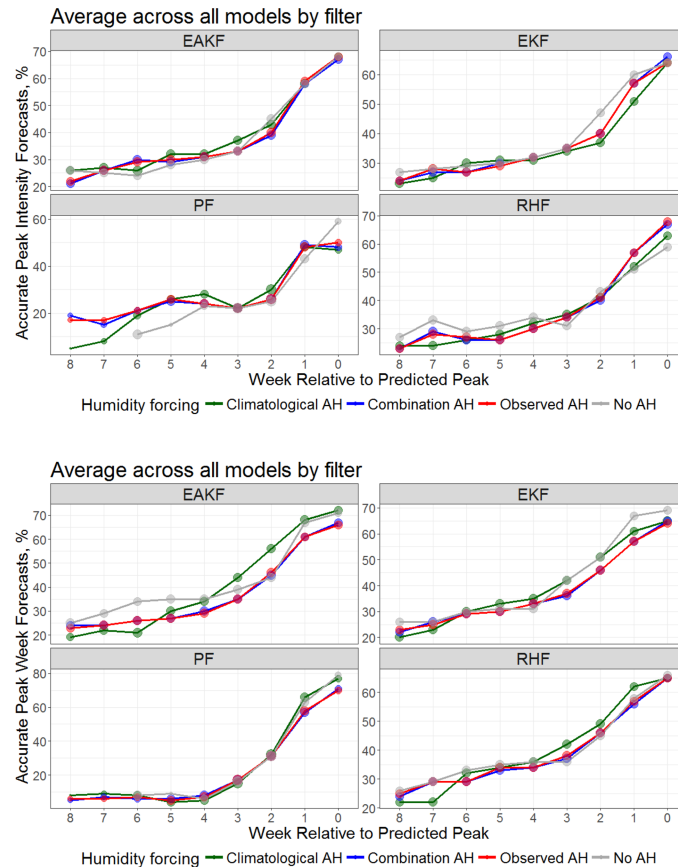 Average across all models by filter
EAKF EKF
70
60
50
40
30
20
60
50
40
30
PF RHF
60
40
20
70
60
50
40
30
8 7 6 5 4 3 2 1 0 8 7 6 5 4 3 2 1 0
Accurate Peak Intensity Forecasts, %
Week Relative to Predicted Peak
Humidity forcing Climatological AH Combination AH Observed AH No AH
Average across all models by filter
EAKF EKF
70
60
50
40
30
20
60
50
40
30
20
PF RHF
80
60
40
20
60
50
40
30
20
8 7 6 5 4 3 2 1 0 8 7 6 5 4 3 2 1 0
Accurate Peak Week Forecasts, %
Week Relative to Predicted Peak
Humidity forcing Climatological AH Combination AH Observed AH No AH